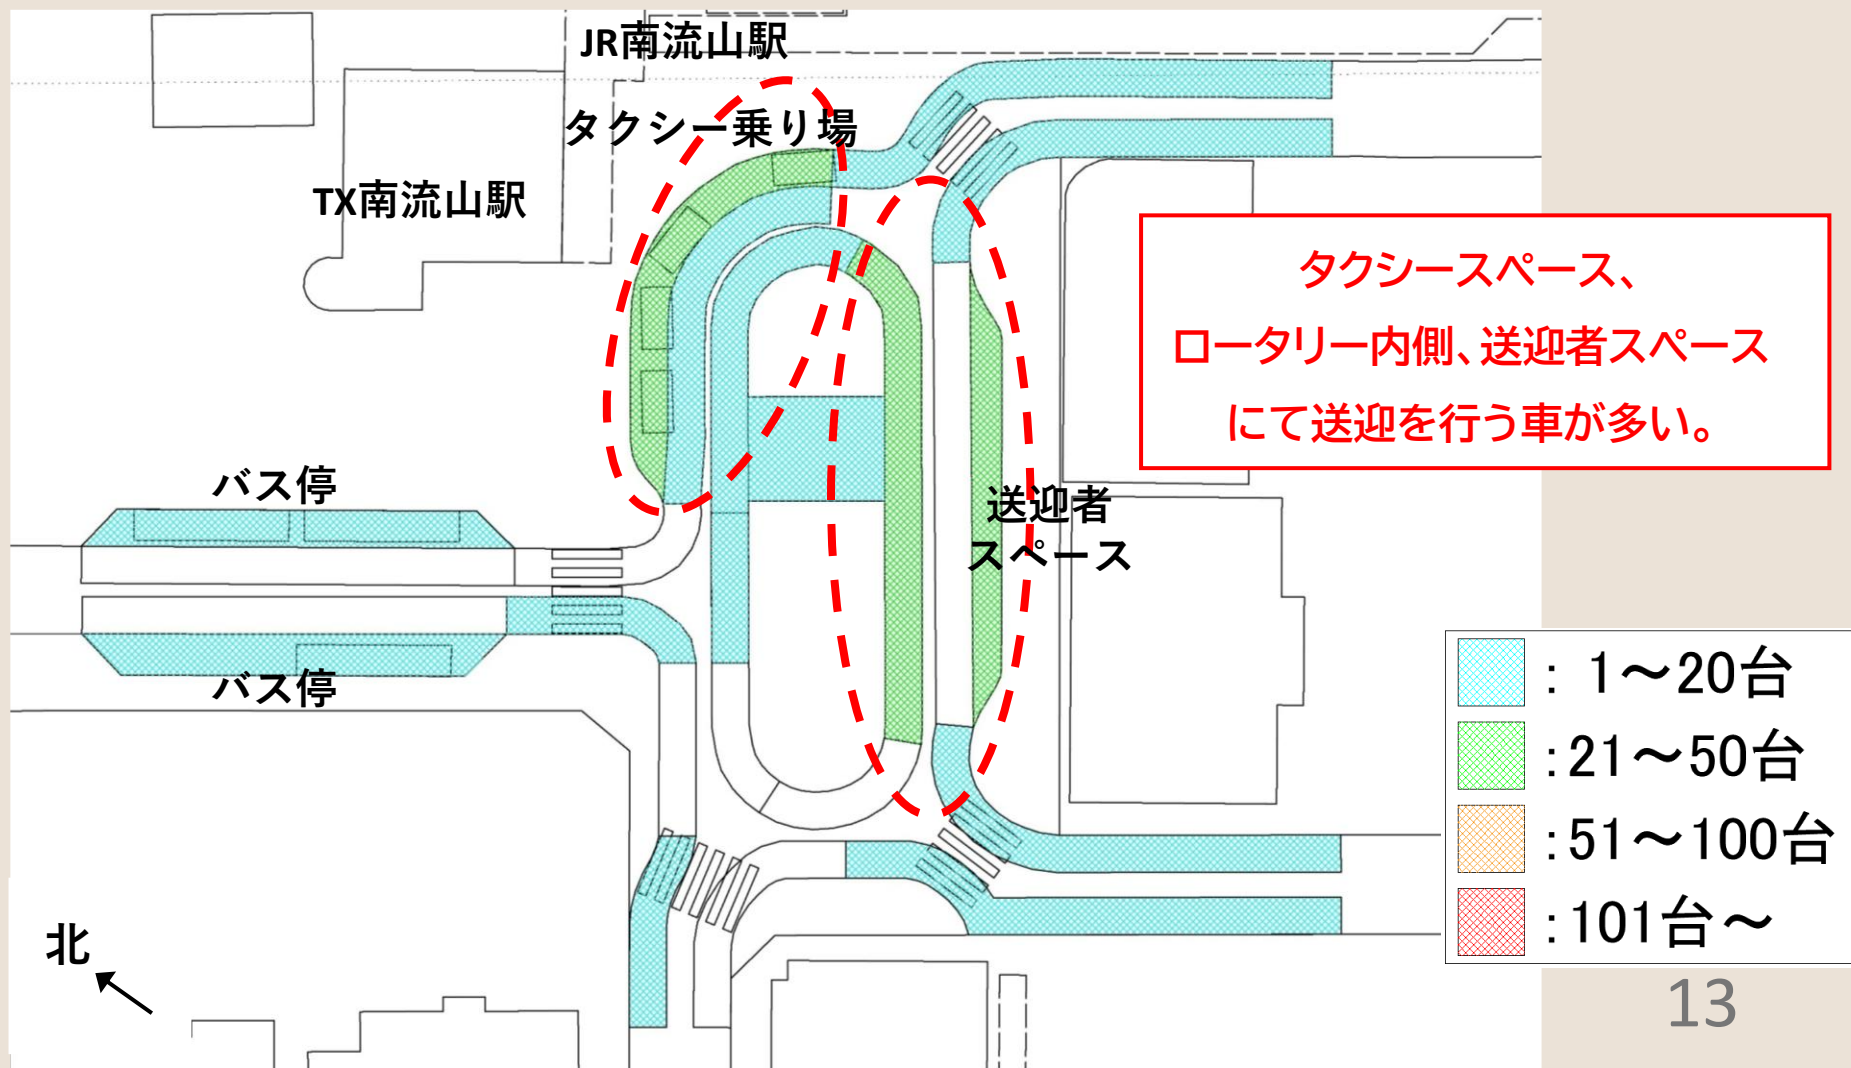 JR南流山駅
タクシー乗り場
TX南流山駅
タクシースペース、
ロータリー内側、送迎者スペース
にて送迎を行う車が多い。
バス停
送迎者
スペース
バス停
：1～20台
：21～50台
：51～100台
：101台～
北
13